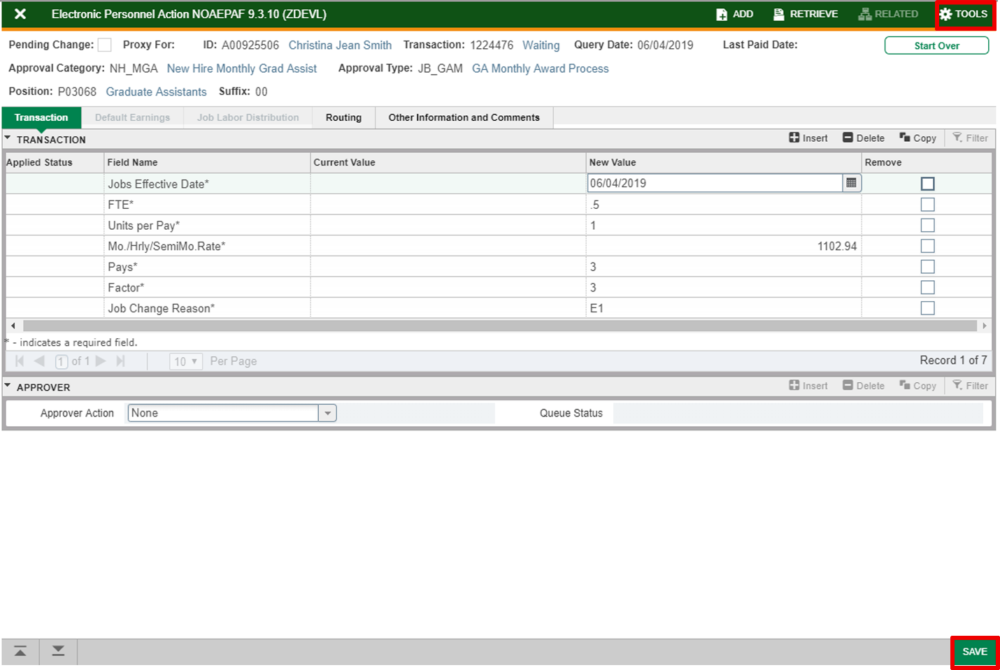 Electronic Personnel Action NOAEPAF 9.3.10 (ZDEVL) ADD RETRIEVE RELATED TOOLS
Pending Change: Proxy For: ID: A00925506 Christina Jean Smith Transaction: 1224476 Waiting Query Date: 06/04/2019 Last Paid Date: Start Over
Approval Category: NH_MGA New Hire Monthly Grad Assist Approval Type: JB_GAM GA Monthly Award Process
Position: P03068 Graduate Assistants Suffix: 00
Transaction Default Earnings Job Labor Distribution Routing Other Information and Comments
TRANSACTION Insert Delete Copy Filter
Applied Status Field Name Current Value New Value Remove
Jobs Effective Date* 06/04/2019
FTE* .5
Units per Pay* 1
Mo./Hrly/SemiMo.Rate* 1102.94
Pays* 3
Factor* 3
Job Change Reason* E1
* - indicates a required field.
1 of 1 10 Per Page Record 1 of 7
APPROVER Insert Delete Copy Filter
Approver Action None Queue Status
SAVE